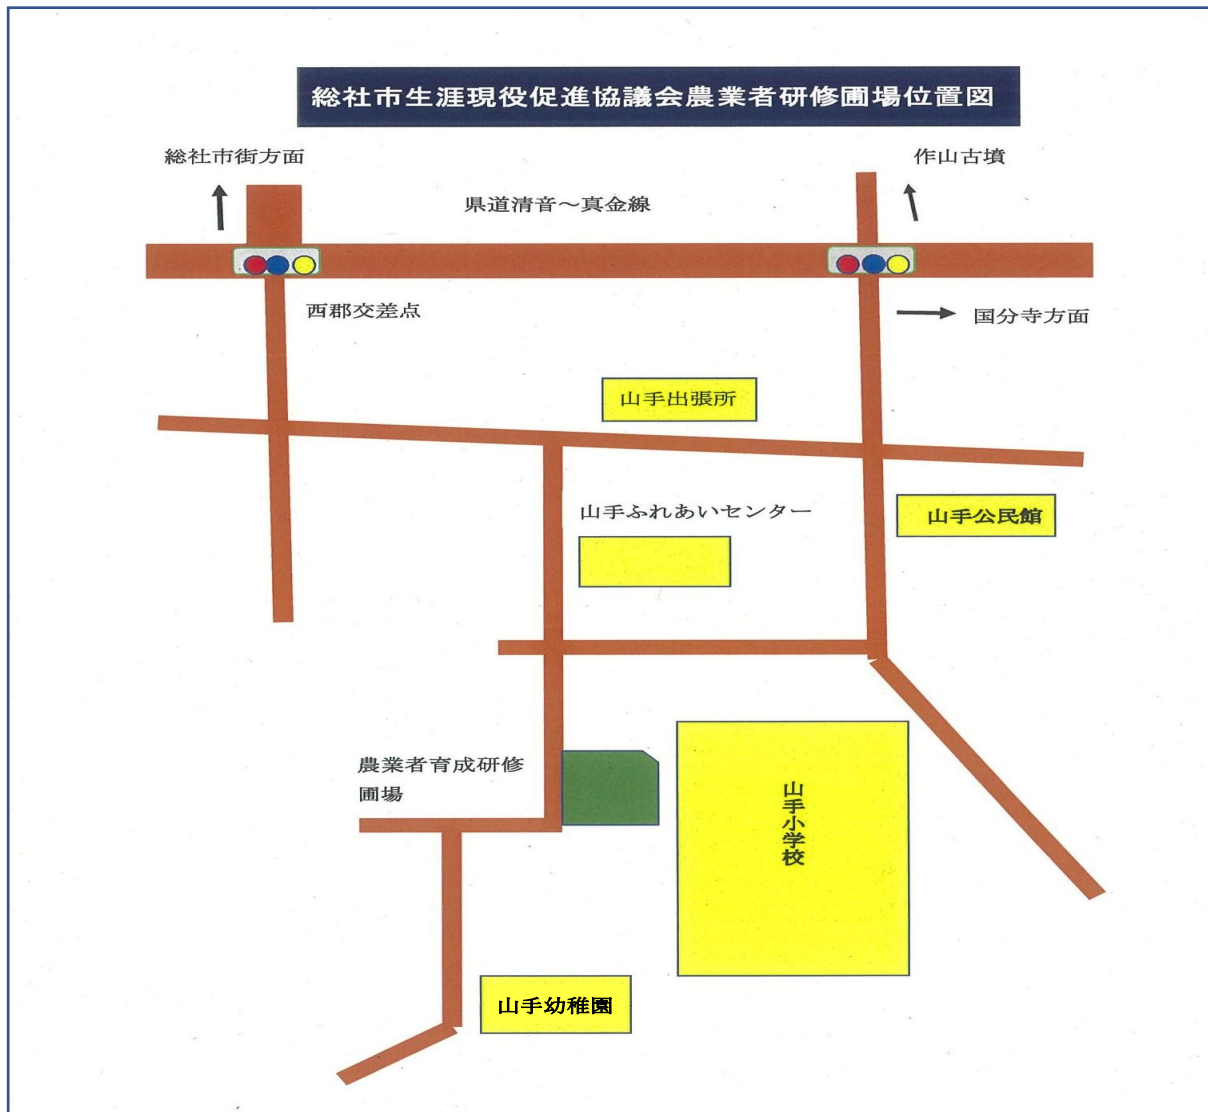 総社市生涯現役促進協議会農業者研修圃場位置図
総社市街方面
作山古墳
県道清音～真金線
西郡交差点
国分寺方面
山手出張所
山手ふれあいセンター
山手公民館
農業者育成研修
圃場
山手小学校
山手幼稚園